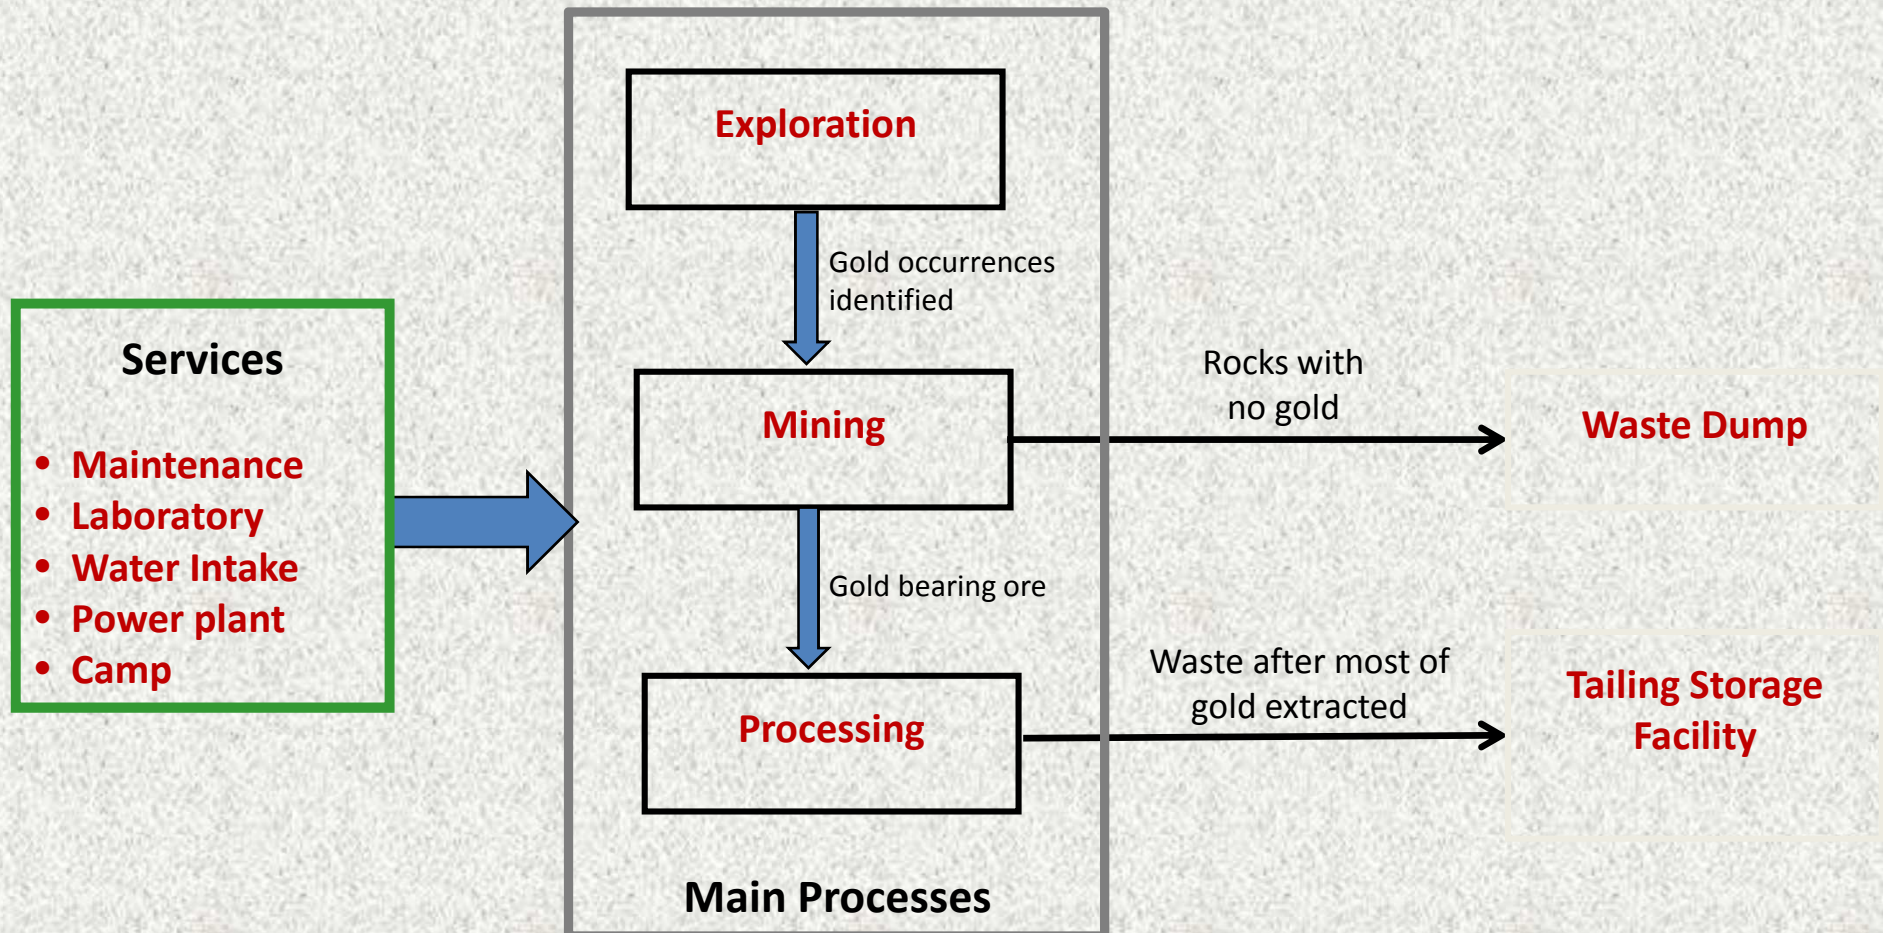 Exploration
Gold occurrences
identified
Services
• Maintenance
• Laboratory
• Water Intake
• Power plant
• Camp
Mining
Rocks with
no gold
Waste Dump
Gold bearing ore
Processing
Waste after most of
gold extracted
Tailing Storage
Facility
Main Processes